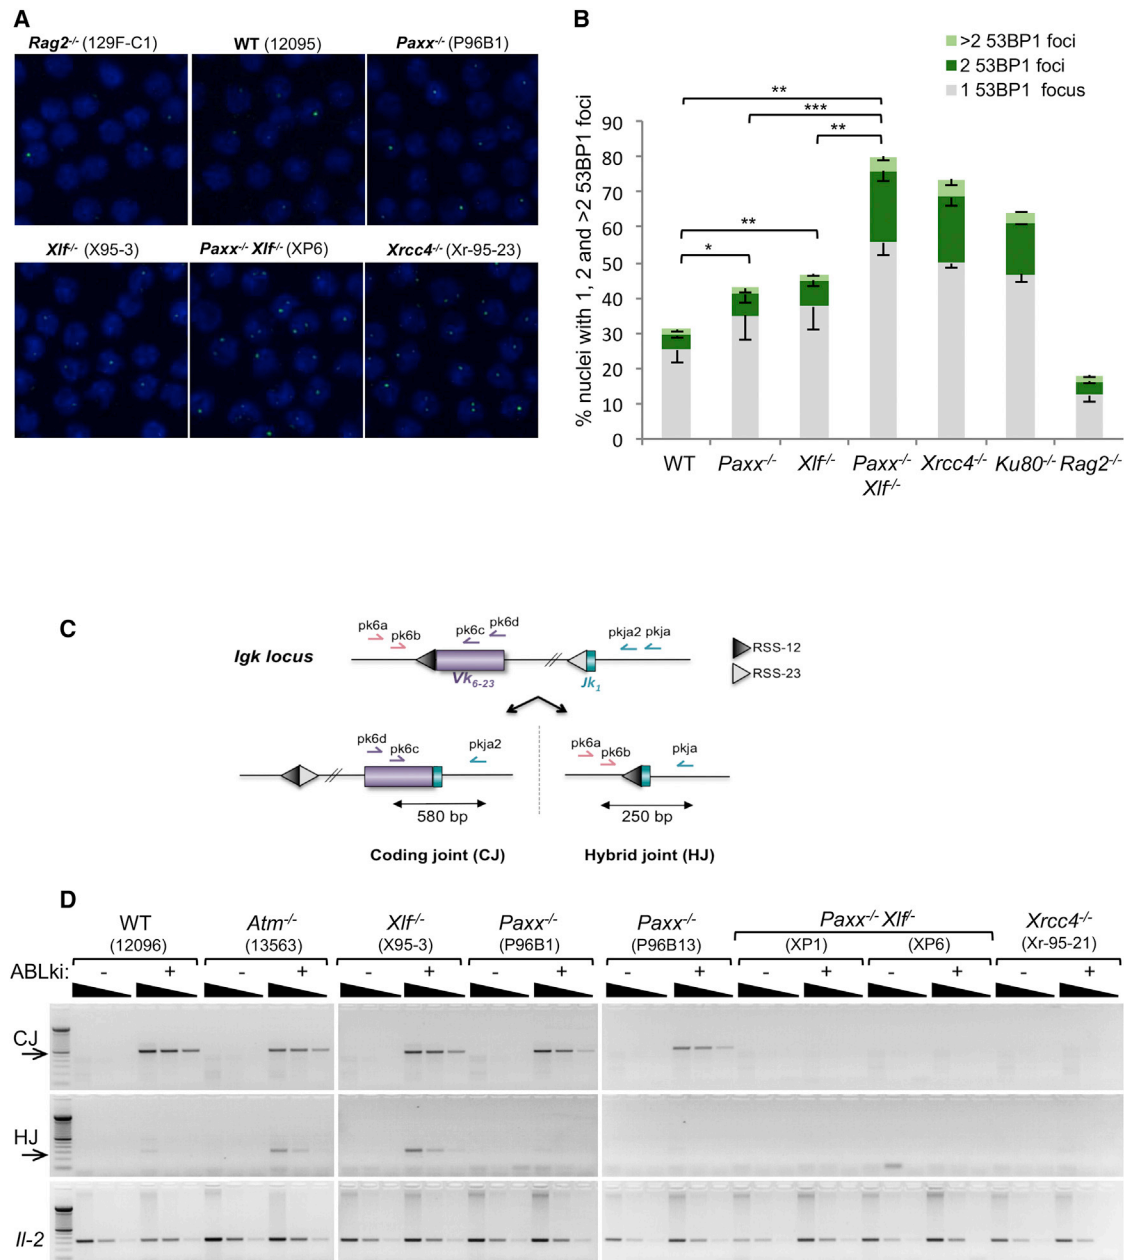 A
Rag2-/- (129F-C1)
WT (12095)
Paxx-/- (P96B1)
Xlf-/- (X95-3)
Paxx-/- Xlf-/- (XP6)
Xrcc4-/- (Xr-95-23)
B
>2 53BP1 foci
2 53BP1 foci
1 53BP1 focus
% nuclei with 1, 2 and >2 53BP1 foci
90
80
70
60
50
40
30
20
10
0
**
***
**
**
*
WT
Paxx-/-
Xlf-/-
Paxx-/-
Xlf-/-
Xrcc4-/-
Ku80-/-
Rag2-/-
C
Igk locus
pk6a
pk6b
pk6c
pk6d
pkja2
pkja
Vk6-23
Jk1
RSS-12
RSS-23
pk6d
pk6c
pkja2
580 bp
Coding joint (CJ)
pk6a
pk6b
pkja
250 bp
Hybrid joint (HJ)
D
WT
(12096)
Atm-/-
(13563)
Xlf-/-
(X95-3)
Paxx-/-
(P96B1)
Paxx-/-
(P96B13)
Paxx-/- Xlf/-
(XP1)
(XP6)
Xrcc4-/-
(Xr-95-21)
ABLki:
- + - + - + - + - + - + - + - +
CJ
HJ
Il-2